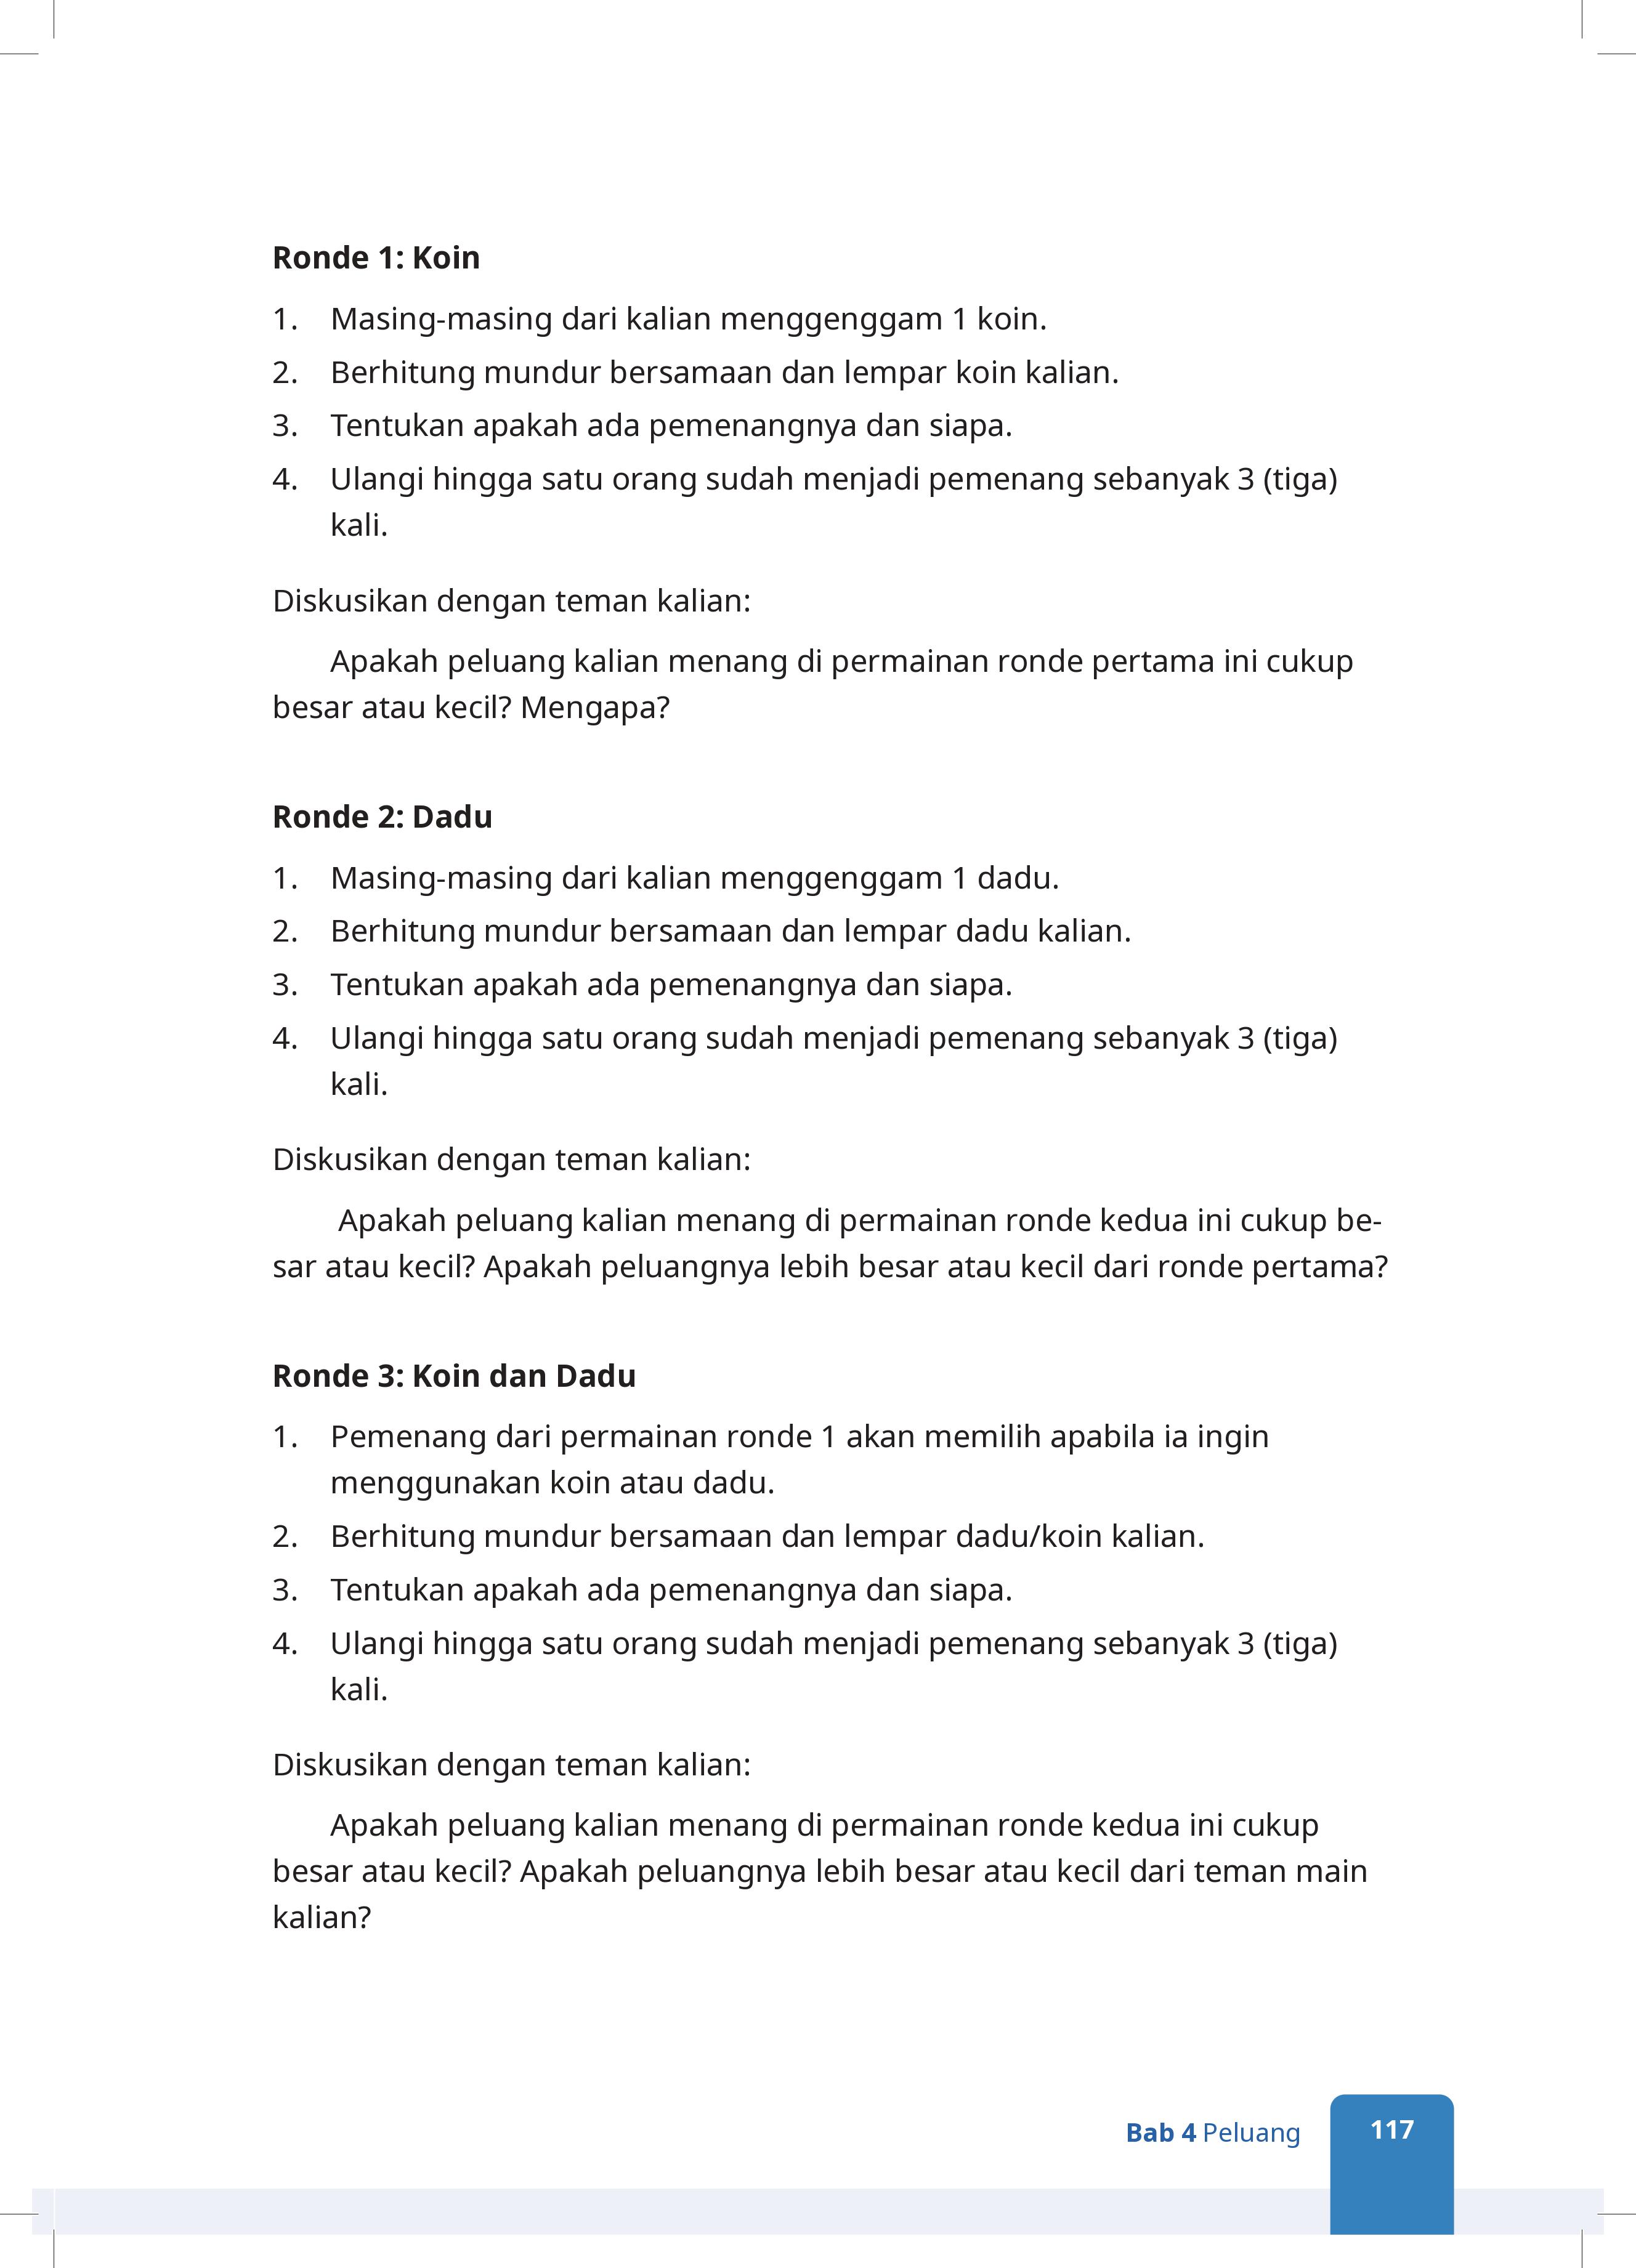 Ronde 1: Koin
1. Masing-masing dari kalian menggenggam 1 koin.
2. Berhitung mundur bersamaan dan lempar koin kalian.
3. Tentukan apakah ada pemenangnya dan siapa.
4. Ulangi hingga satu orang sudah menjadi pemenang sebanyak 3 (tiga)
kali.
Diskusikan dengan teman kalian:
Apakah peluang kalian menang di permainan ronde pertama ini cukup
besar atau kecil? Mengapa?
Ronde 2: Dadu
1. Masing-masing dari kalian menggenggam 1 dadu.
2. Berhitung mundur bersamaan dan lempar dadu kalian.
3. Tentukan apakah ada pemenangnya dan siapa.
4. Ulangi hingga satu orang sudah menjadi pemenang sebanyak 3 (tiga)
kali.
Diskusikan dengan teman kalian:
Apakah peluang kalian menang di permainan ronde kedua ini cukup be-
sar atau kecil? Apakah peluangnya lebih besar atau kecil dari ronde pertama?
Ronde 3: Koin dan Dadu
1. Pemenang dari permainan ronde 1 akan memilih apabila ia ingin
menggunakan koin atau dadu.
2. Berhitung mundur bersamaan dan lempar dadu/koin kalian.
3. Tentukan apakah ada pemenangnya dan siapa.
4. Ulangi hingga satu orang sudah menjadi pemenang sebanyak 3 (tiga)
kali.
Diskusikan dengan teman kalian:
Apakah peluang kalian menang di permainan ronde kedua ini cukup
besar atau kecil? Apakah peluangnya lebih besar atau kecil dari teman main
kalian?
Bab 4 Peluang 117